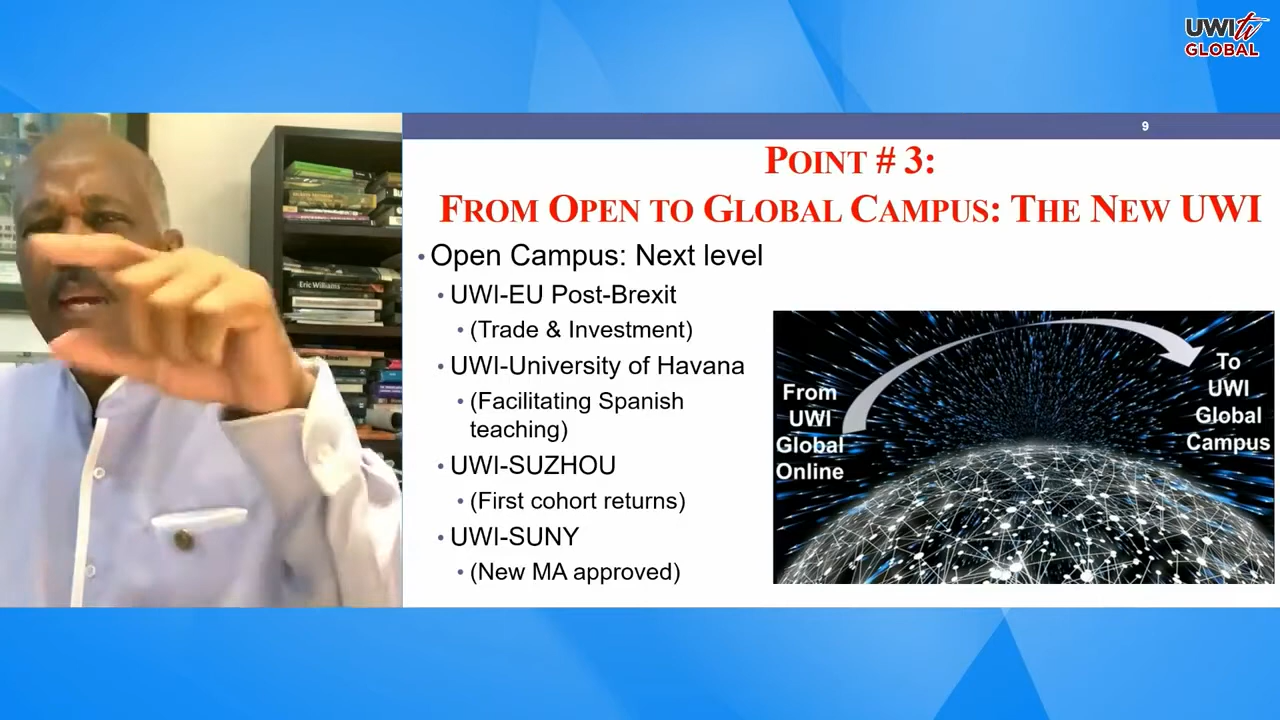 UWItv
GLOBAL
9
POINT # 3:
FROM OPEN TO GLOBAL CAMPUS: THE NEW UWI
• Open Campus: Next level
• UWI-EU Post-Brexit
• (Trade & Investment)
• UWI-University of Havana
• (Facilitating Spanish
teaching)
• UWI-SUZHOU
• (First cohort returns)
• UWI-SUNY
• (New MA approved)
From
UWI
Global
Online
To
UWI
Global
Campus
Eric Williams